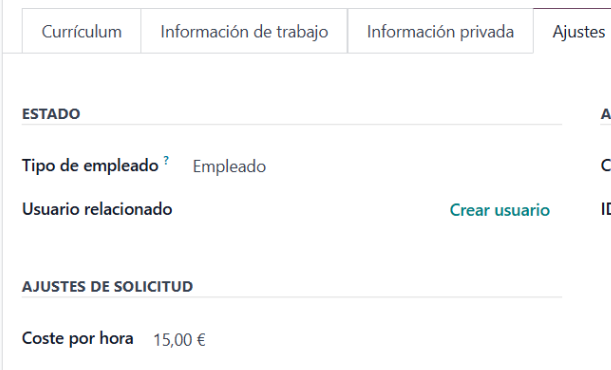 Currículum Información de trabajo Información privada Ajustes
ESTADO A
Tipo de empleado ? Empleado C
Usuario relacionado Crear usuario ID
AJUSTES DE SOLICITUD
Coste por hora 15,00 €